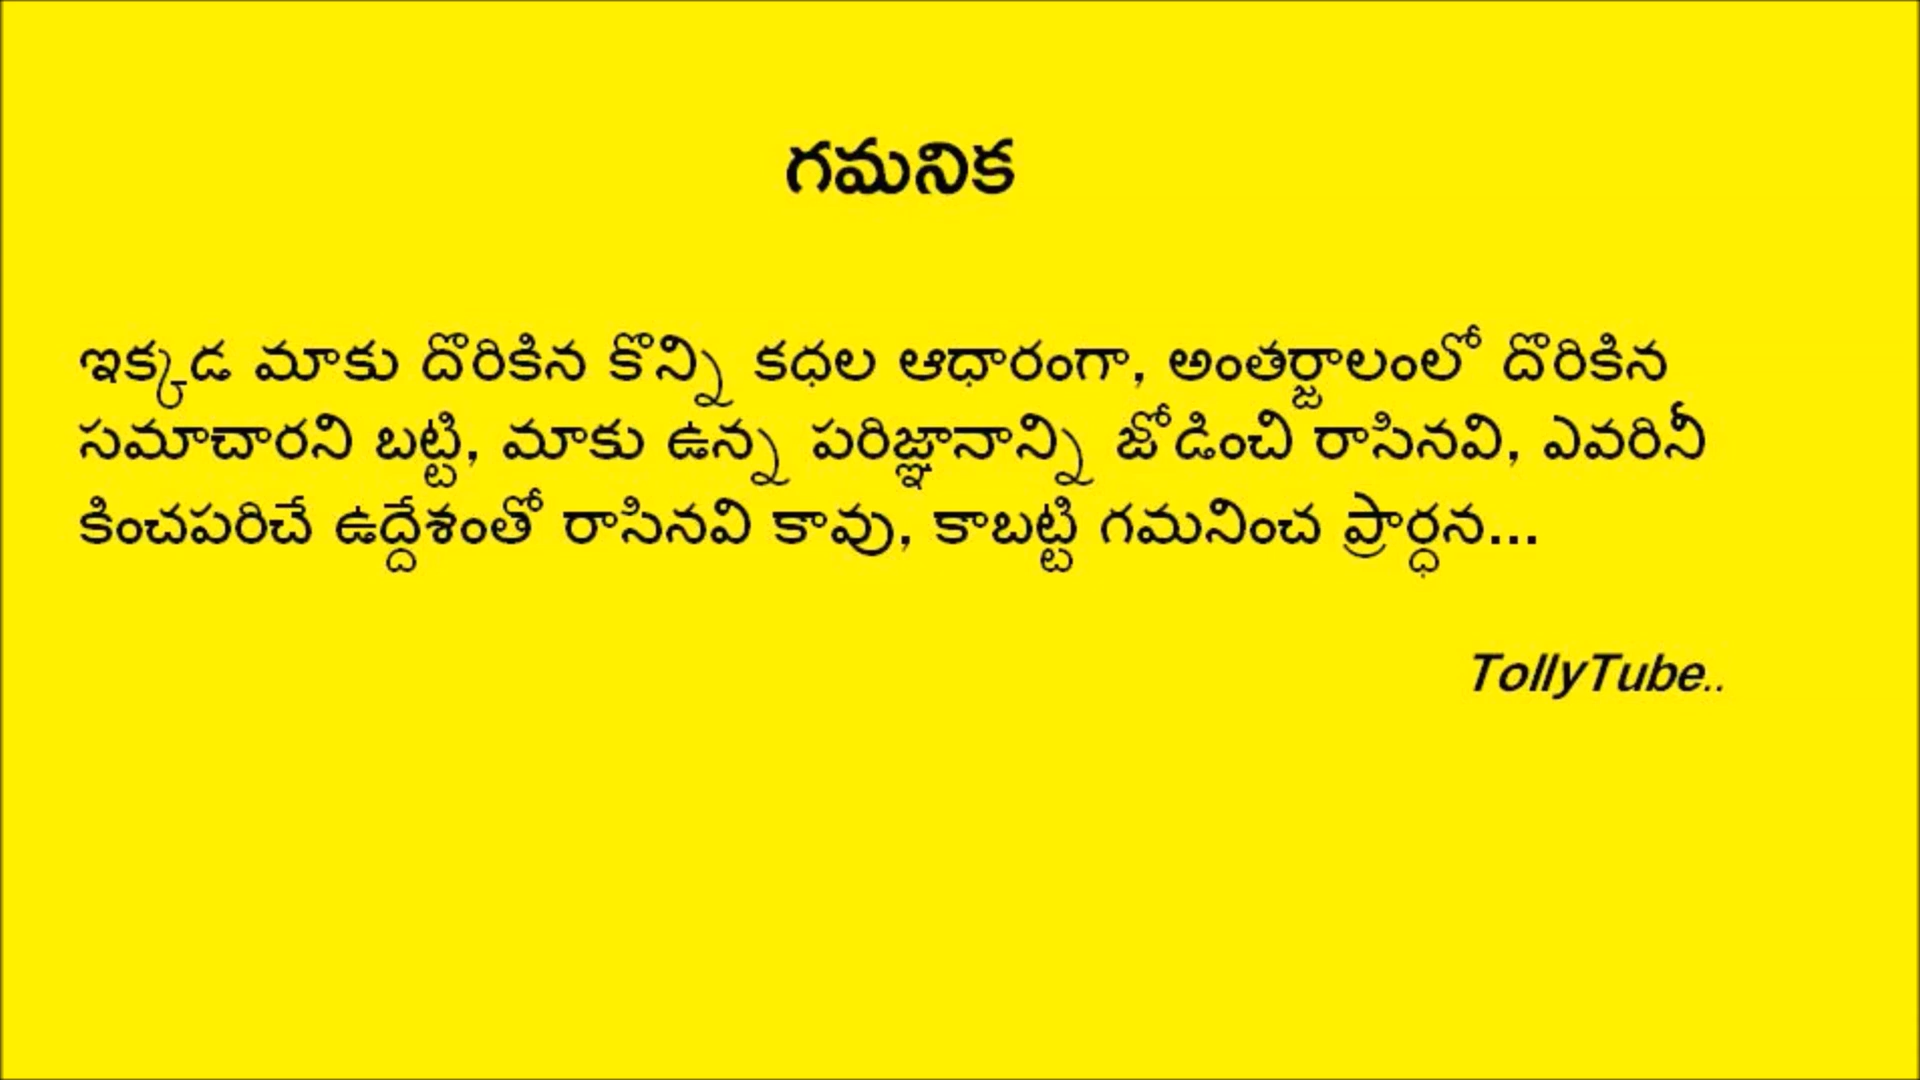 గమనిక
ఇక్కడ మాకు దొరికిన కొన్ని కధల ఆధారంగా, అంతర్జాలంలో దొరికిన
సమాచారని బట్టి, మాకు ఉన్న పరిజ్ఞానాన్ని జోడించి రాసినవి, ఎవరినీ
కించపరిచే ఉద్దేశంతో రాసినవి కావు, కాబట్టి గమనించ ప్రార్ధన...
TollyTube..